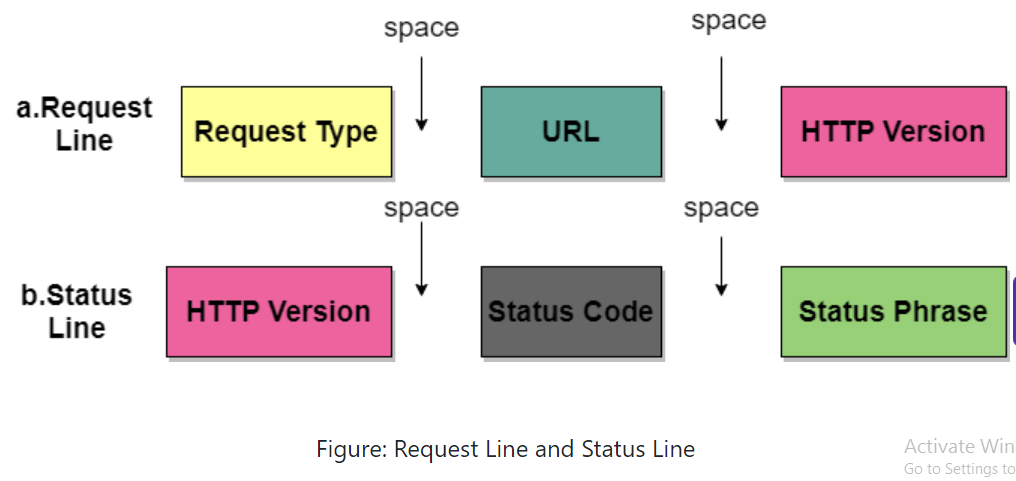 space
space
a.Request
Line
Request Type
URL
HTTP Version
space
space
b.Status
Line
HTTP Version
Status Code
Status Phrase
Figure: Request Line and Status Line
Activate Win
Go to Settings to